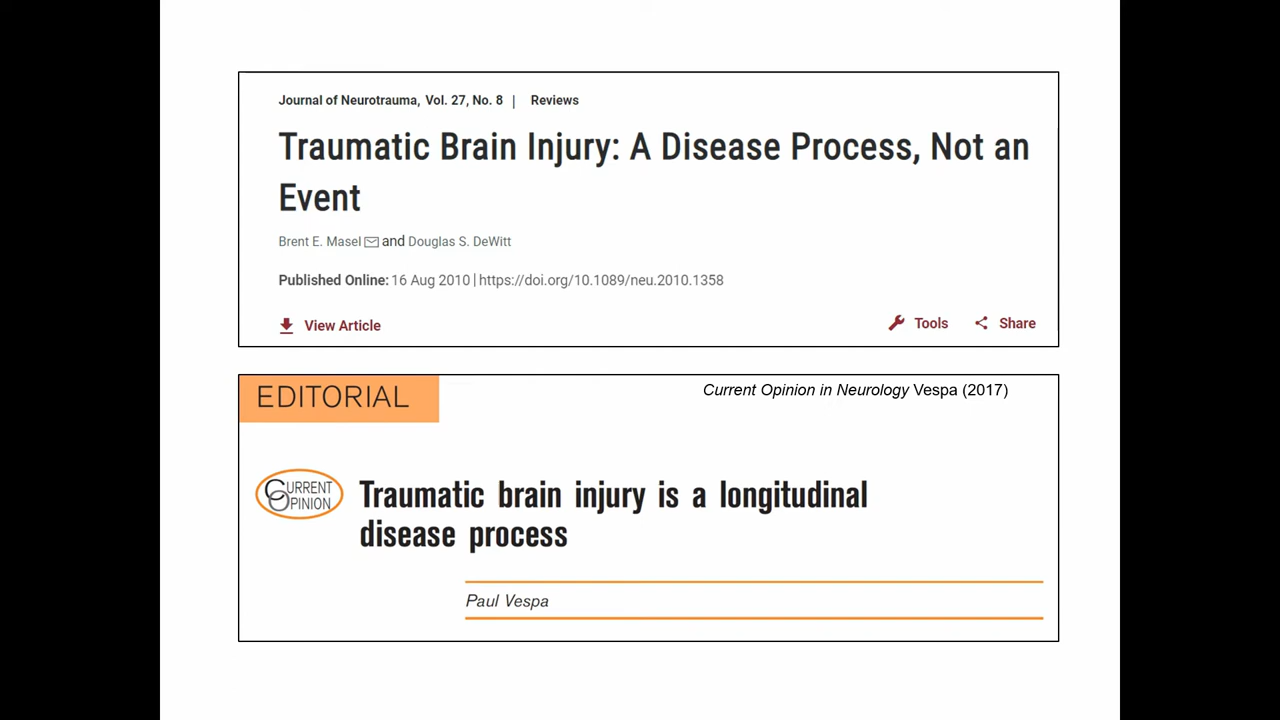 Journal of Neurotrauma, Vol. 27, No. 8 | Reviews
Traumatic Brain Injury: A Disease Process, Not an
Event
Brent E. Masel and Douglas S. DeWitt
Published Online: 16 Aug 2010 | https://doi.org/10.1089/neu.2010.1358
View Article
Tools
Share
EDITORIAL
Current Opinion in Neurology Vespa (2017)
CURRENT
OPINION
Traumatic brain injury is a longitudinal
disease process
Paul Vespa